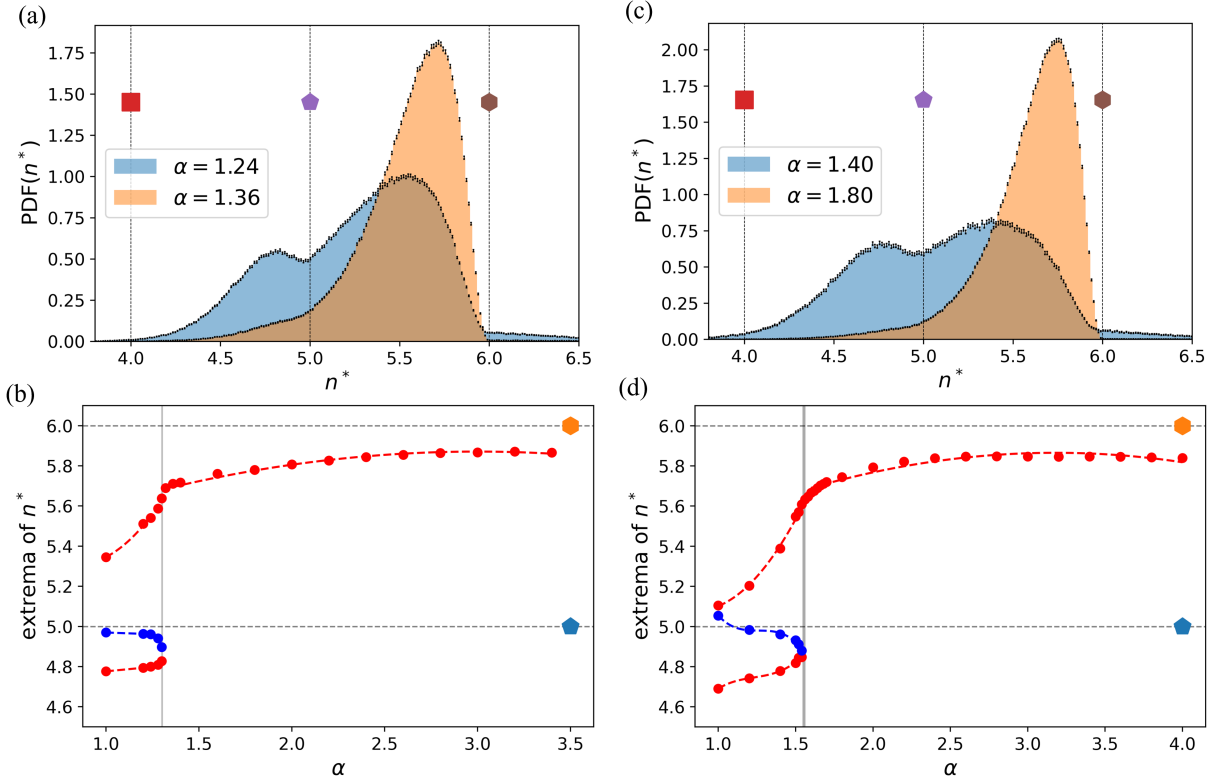 (a)
PDF(n*)
1.75
1.50
1.25
1.00
0.75
0.50
0.25
0.00
α = 1.24
α = 1.36
4.0 4.5 5.0 5.5 6.0 6.5
n*
(c)
PDF(n*)
2.00
1.75
1.50
1.25
1.00
0.75
0.50
0.25
0.00
α = 1.40
α = 1.80
4.0 4.5 5.0 5.5 6.0 6.5
n*
(b)
extrema of n*
6.0
5.8
5.6
5.4
5.2
5.0
4.8
4.6
1.0 1.5 2.0 2.5 3.0 3.5
α
(d)
extrema of n*
6.0
5.8
5.6
5.4
5.2
5.0
4.8
4.6
1.0 1.5 2.0 2.5 3.0 3.5 4.0
α